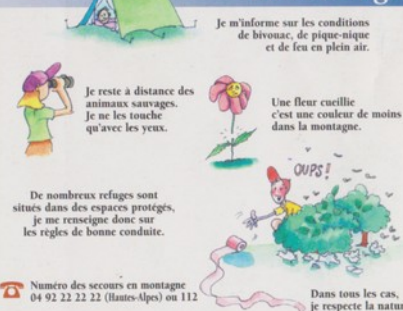 Je m'informe sur les conditions
de bivouac, de pique-nique
et de feu en plein air.
Je reste à distance des
animaux sauvages.
Je ne les touche
qu'avec les yeux.
Une fleur cueillie
c'est une couleur de moins
dans la montagne.
OUPS !
De nombreux refuges sont
situés dans des espaces protégés,
je me renseigne donc sur
les règles de bonne conduite.
Numéro des secours en montagne
04 92 22 22 22 (Hautes-Alpes) ou 112
Dans tous les cas,
je respecte la natur